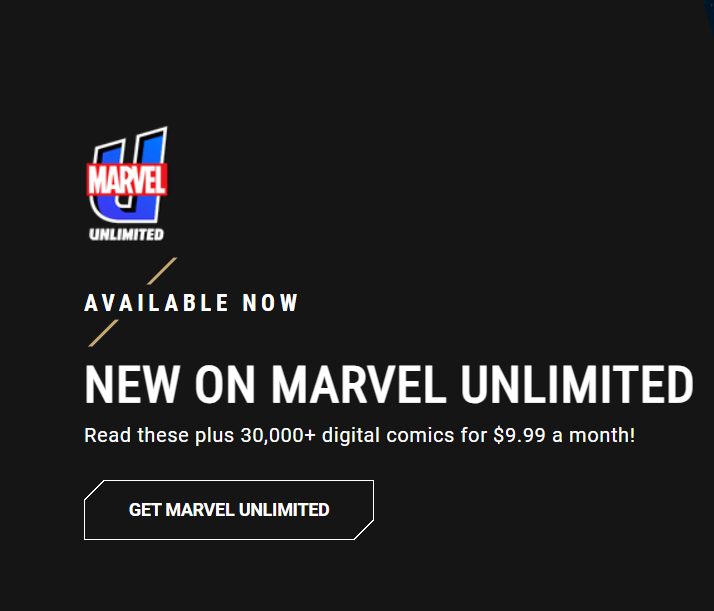 MARVEL
UNLIMITED
AVAILABLE NOW
NEW ON MARVEL UNLIMITED
Read these plus 30,000+ digital comics for $9.99 a month!
GET MARVEL UNLIMITED